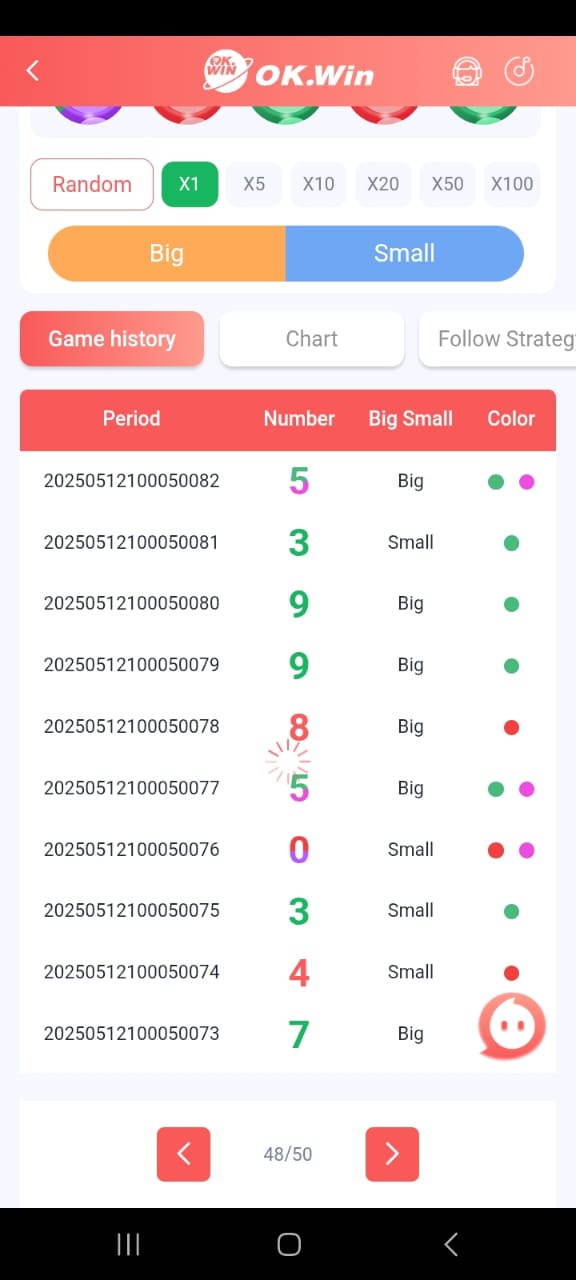 OK. WIN OK.Win
Random X1 X5 X10 X20 X50 X100
Big Small
Game history Chart Follow Strateg
Period Number Big Small Color
20250512100050082 5 Big
20250512100050081 3 Small
20250512100050080 9 Big
20250512100050079 9 Big
20250512100050078 8 Big
20250512100050077 5 Big
20250512100050076 0 Small
20250512100050075 3 Small
20250512100050074 4 Small
20250512100050073 7 Big
48/50